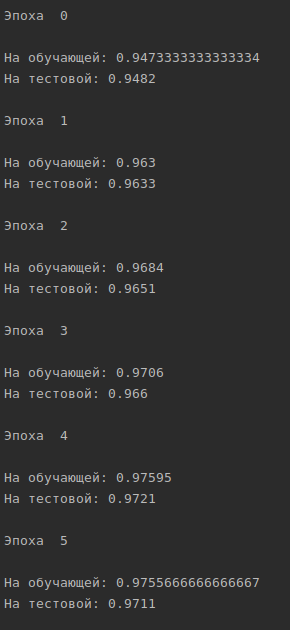 Эпоха  0
На обучающей: 0.9473333333333334
На тестовой: 0.9482
Эпоха  1
На обучающей: 0.963
На тестовой: 0.9633
Эпоха  2
На обучающей: 0.9684
На тестовой: 0.9651
Эпоха  3
На обучающей: 0.9706
На тестовой: 0.966
Эпоха  4
На обучающей: 0.97595
На тестовой: 0.9721
Эпоха  5
На обучающей: 0.9755666666666667
На тестовой: 0.9711